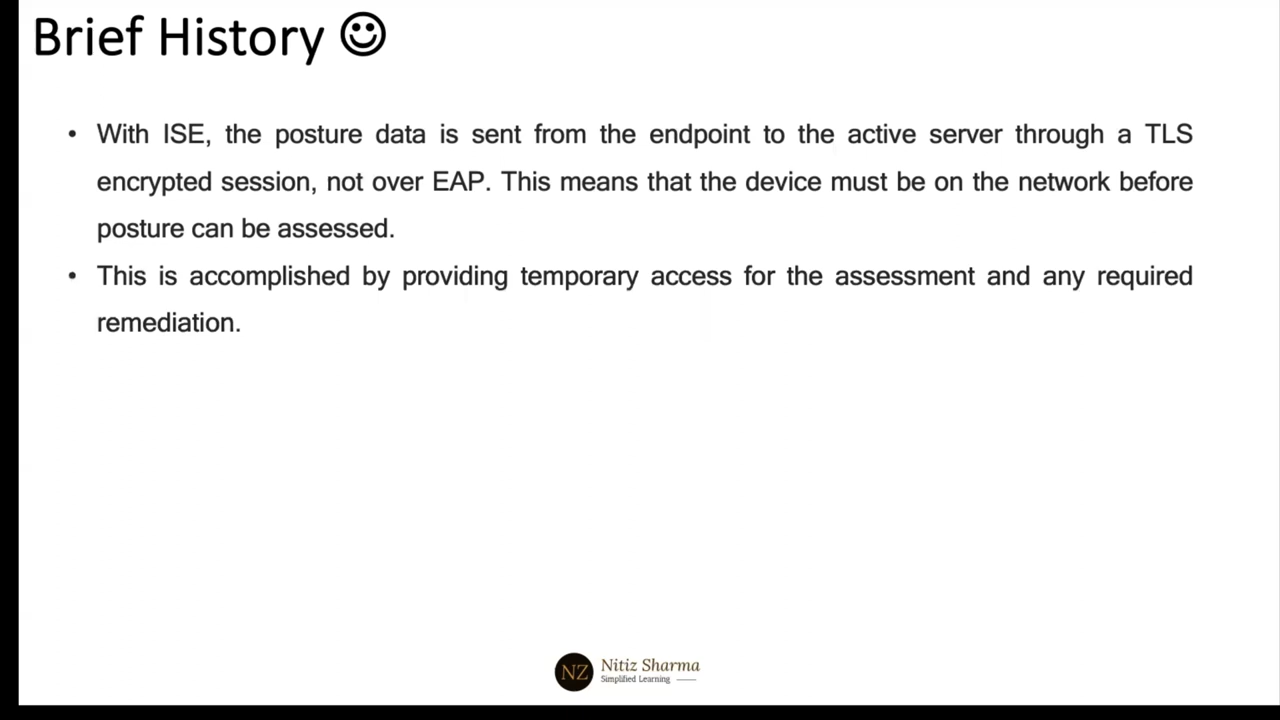 Brief History ☺
• With ISE, the posture data is sent from the endpoint to the active server through a TLS
encrypted session, not over EAP. This means that the device must be on the network before
posture can be assessed.
• This is accomplished by providing temporary access for the assessment and any required
remediation.
NZ
Nitiz Sharma
Simplified Learning